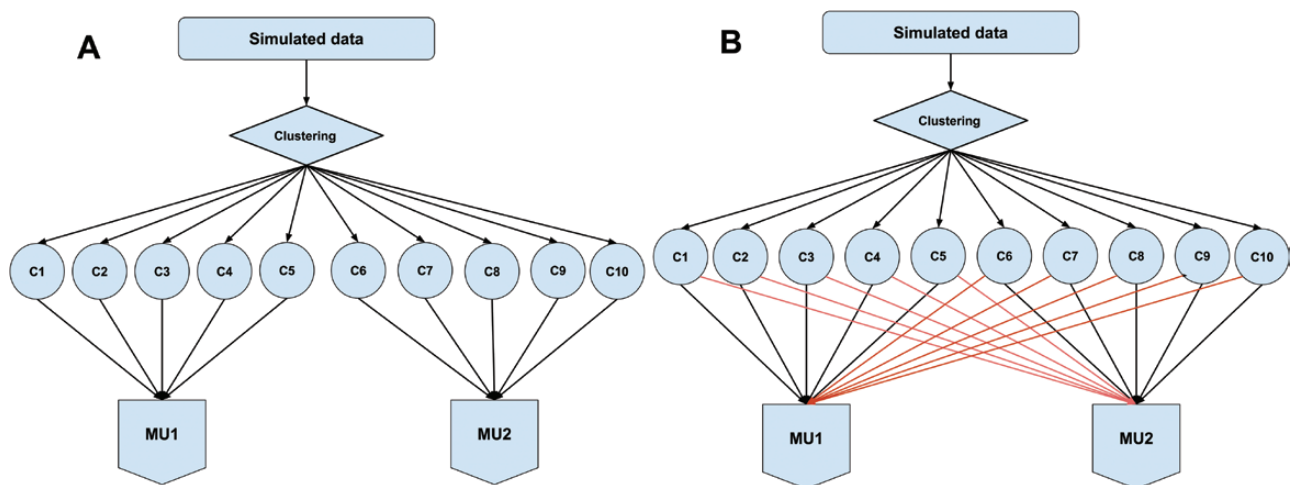 A
Simulated data
Clustering
C1 C2 C3 C4 C5 C6 C7 C8 C9 C10
MU1 MU2
B
Simulated data
Clustering
C1 C2 C3 C4 C5 C6 C7 C8 C9 C10
MU1 MU2